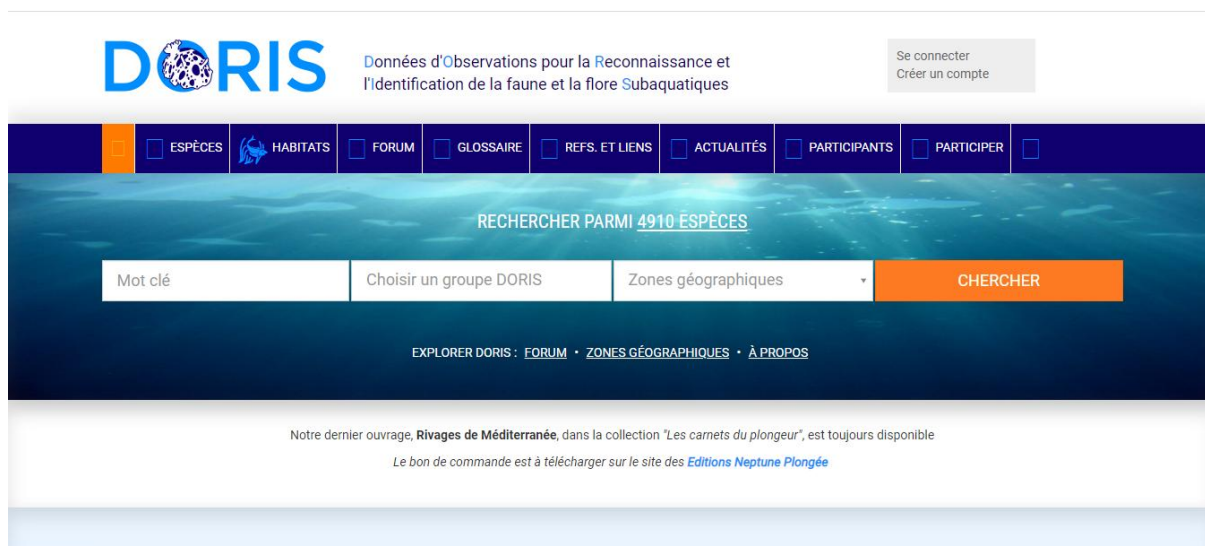 DORIS
Données d'Observations pour la Reconnaissance et
l'Identification de la faune et la flore Subaquatiques
Se connecter
Créer un compte
ESPÈCES HABITATS FORUM GLOSSAIRE REFS. ET LIENS ACTUALITÉS PARTICIPANTS PARTICIPER
RECHERCHER PARMI 4910 ESPÈCES
Mot clé Choisir un groupe DORIS Zones géographiques CHERCHER
EXPLORER DORIS : FORUM • ZONES GÉOGRAPHIQUES • À PROPOS
Notre dernier ouvrage, Rivages de Méditerranée, dans la collection "Les carnets du plongeur", est toujours disponible
Le bon de commande est à télécharger sur le site des Editions Neptune Plongée